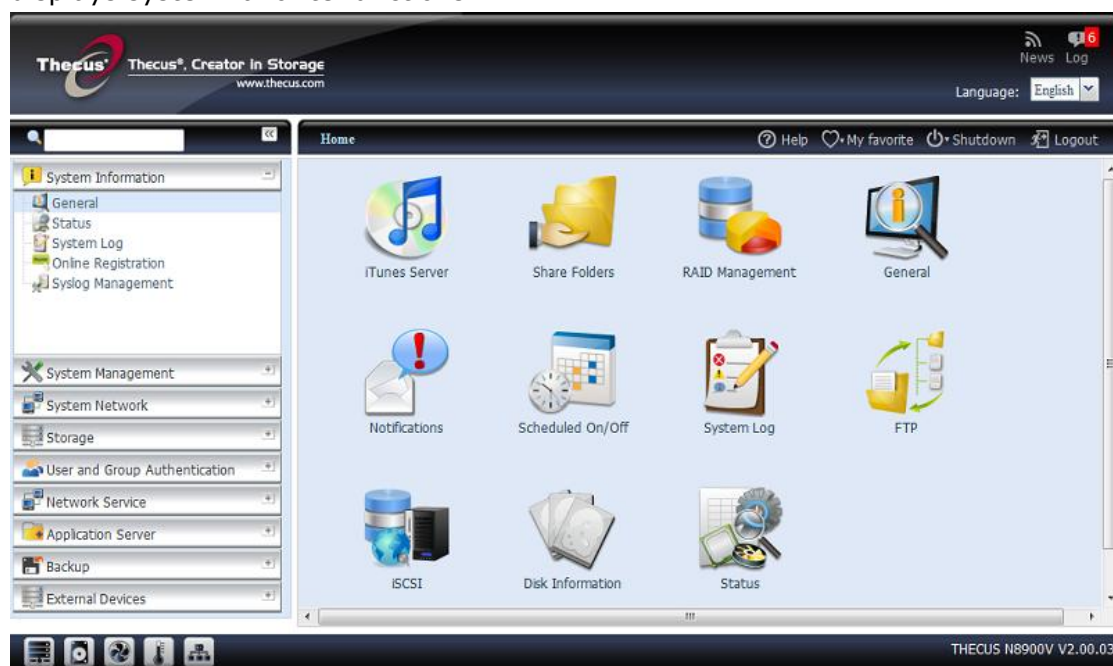 Thecus® Thecus®, Creator in Storage
www.thecus.com
News Log 6
Language: English
Home Help My favorite Shutdown Logout
System Information
General
Status
System Log
Online Registration
Syslog Management
System Management
System Network
Storage
User and Group Authentication
Network Service
Application Server
Backup
External Devices
iTunes Server Share Folders RAID Management General
Notifications Scheduled On/Off System Log FTP
iSCSI Disk Information Status
THECUS N8900V V2.00.03